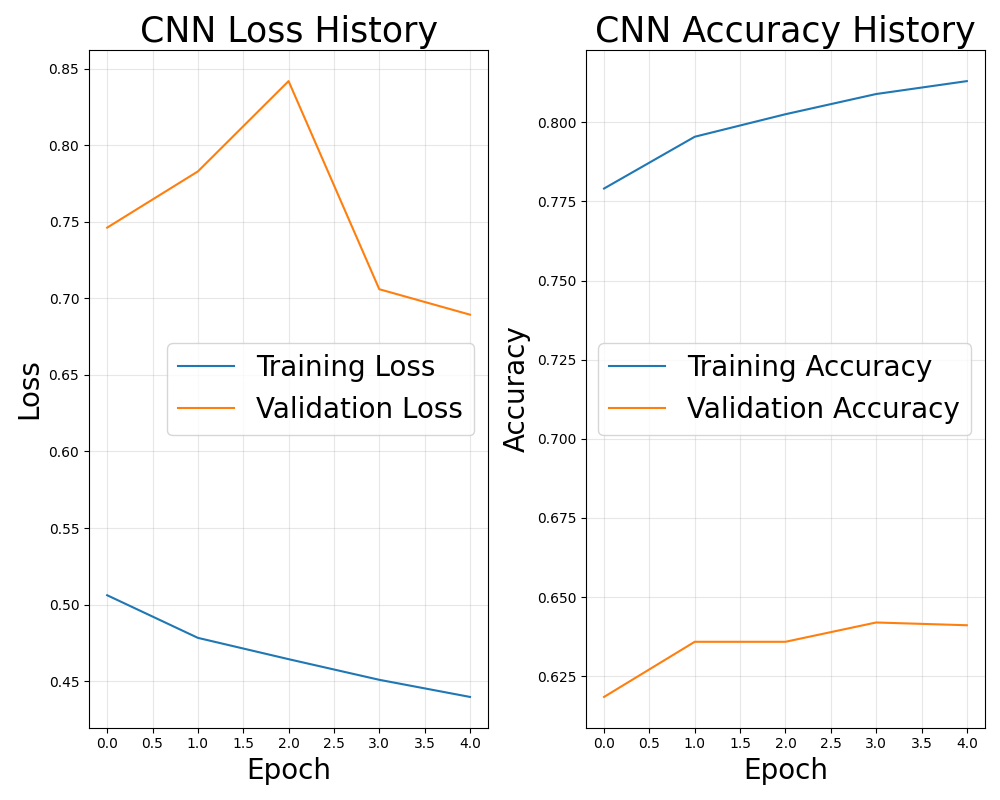 CNN Loss History
0.85
0.80
0.75
0.70
0.65
0.60
0.55
0.50
0.45
Loss
Training Loss
Validation Loss
0.0 0.5 1.0 1.5 2.0 2.5 3.0 3.5 4.0
Epoch
CNN Accuracy History
0.800
0.775
0.750
0.725
0.700
0.675
0.650
0.625
Accuracy
Training Accuracy
Validation Accuracy
0.0 0.5 1.0 1.5 2.0 2.5 3.0 3.5 4.0
Epoch